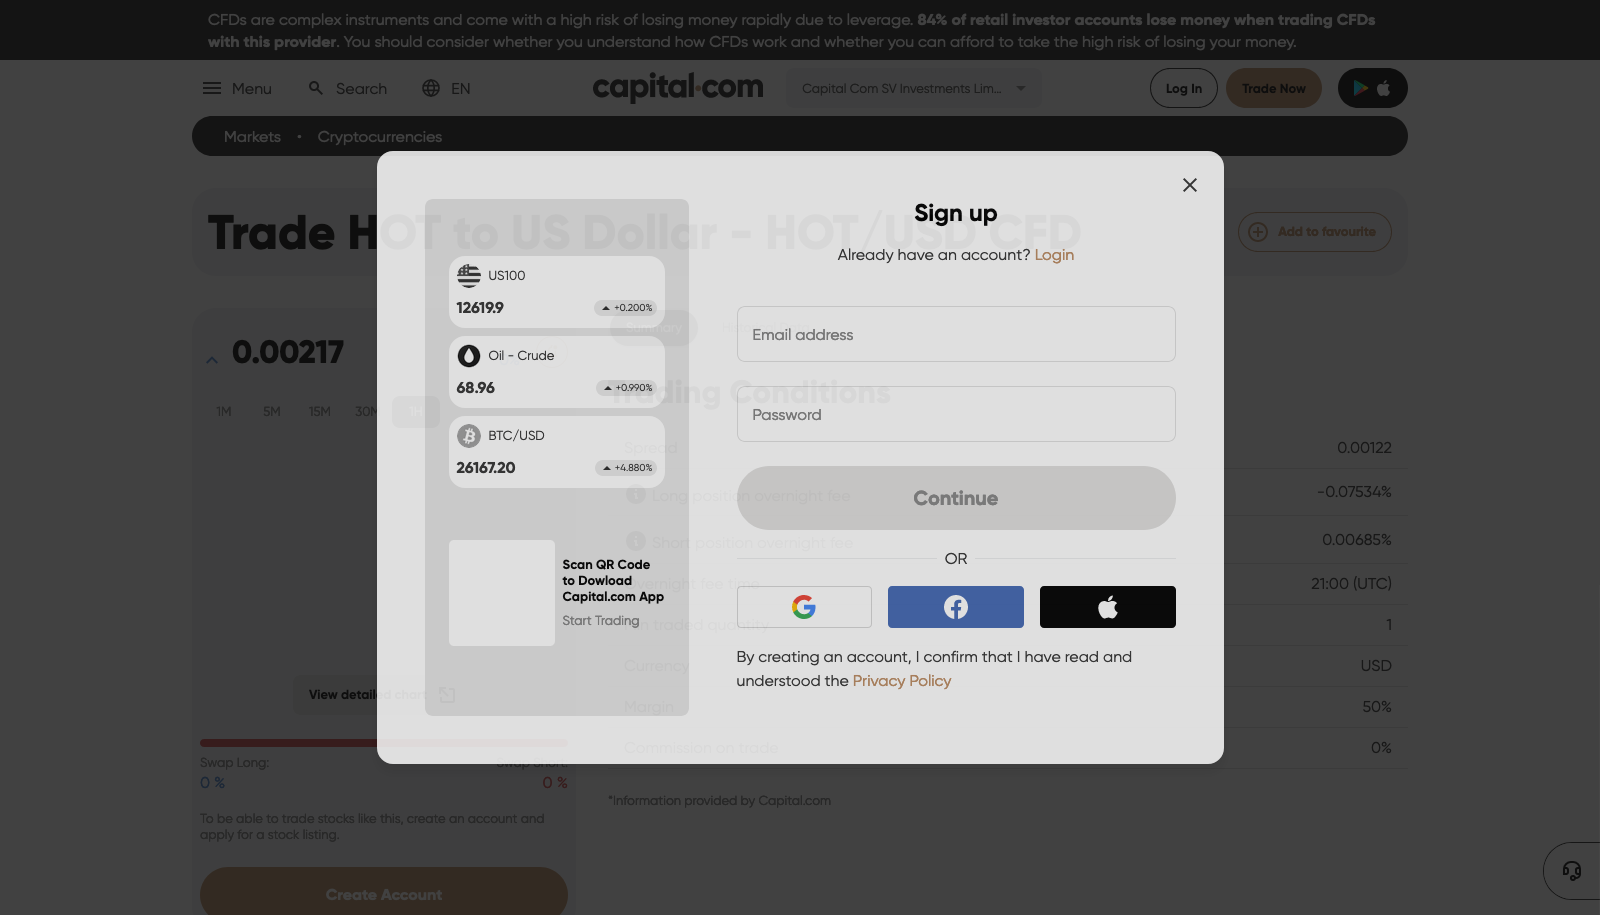 CFDs are complex instruments and come with a high risk of losing money rapidly due to leverage. 84% of retail investor accounts lose money when trading CFDs
with this provider. You should consider whether you understand how CFDs work and whether you can afford to take the high risk of losing your money.
Menu Search EN capital.com Capital Com SV Investments Lim... Log In Trade Now
Markets • Cryptocurrencies
Trade HOT to US Dollar - HOT/USD CFD
Add to favourite
0.00217
1M 5M 15M 30M 1H
View detailed chart
Swap Long:
Swap Short:
0 %
0 %
To be able to trade stocks like this, create an account and
apply for a stock listing.
Create Account
US100
12619.9 +0.200%
Oil - Crude
68.96 +0.990%
BTC/USD
26167.20 +4.880%
Scan QR Code
to Dowload
Capital.com App
Start Trading
Sign up
Already have an account? Login
Email address
Password
Continue
OR
By creating an account, I confirm that I have read and
understood the Privacy Policy
Summary
Trading Conditions
Spread 0.00122
Long position overnight fee -0.07534%
Short position overnight fee 0.00685%
Overnight fee time 21:00 (UTC)
Min traded quantity 1
Currency USD
Margin 50%
Commission on trade 0%
*Information provided by Capital.com